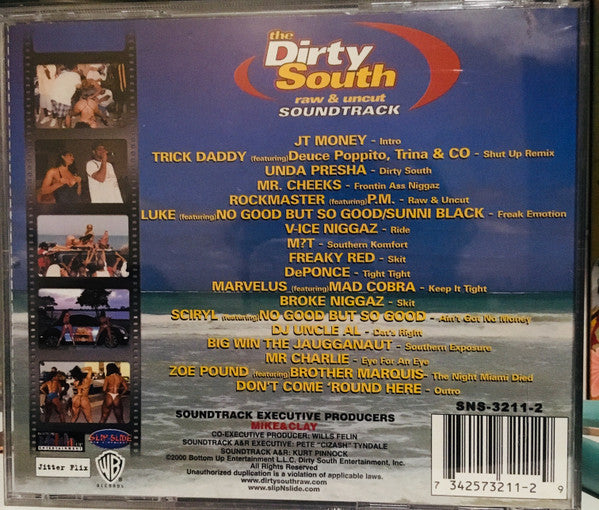 the
Dirty
South
raw & uncut
SOUNDTRACK
JT MONEY - Intro
TRICK DADDY (featuring) Deuce Poppito, Trina & CO - Shut Up Remix
UNDA PRESHA - Dirty South
MR. CHEEKS - Frontin Ass Niggaz
ROCKMASTER (featuring) P.M. - Raw & Uncut
LUKE (featuring) NO GOOD BUT SO GOOD/SUNNI BLACK - Freak Emotion
V-ICE NIGGAZ - Ride
M?T - Southern Komfort
FREAKY RED - Skit
DePONCE - Tight Tight
MARVELUS (featuring) MAD COBRA - Keep It Tight
BROKE NIGGAZ - Skit
SCIRYL (featuring) NO GOOD BUT SO GOOD - Ain't Got No Money
DJ UNCLE AL - Dat's Right
BIG WIN THE JAUGGANAUT - Southern Exposure
MR CHARLIE - Eye For An Eye
ZOE POUND (featuring) BROTHER MARQUIS - The Night Miami Died
DON'T COME 'ROUND HERE - Outro
SOUNDTRACK EXECUTIVE PRODUCERS
MIKE&CLAY
CO-EXECUTIVE PRODUCER: WILLS FELIN
SOUNDTRACK A&R EXECUTIVE: PETE "CIZASH" TYNDALE
SOUNDTRACK A&R: KURT PINNOCK
©2000 Bottom Up Entertainment L.L.C. Dirty South Entertainment, Inc.
All Rights Reserved
Unauthorized duplication is a violation of applicable laws.
www.dirtysouthraw.com
www.slipNslide.com
SLIP N SLIDE
Jitter Flix
WB
RECORDS
SNS-3211-2
7 34257 3211-2 9